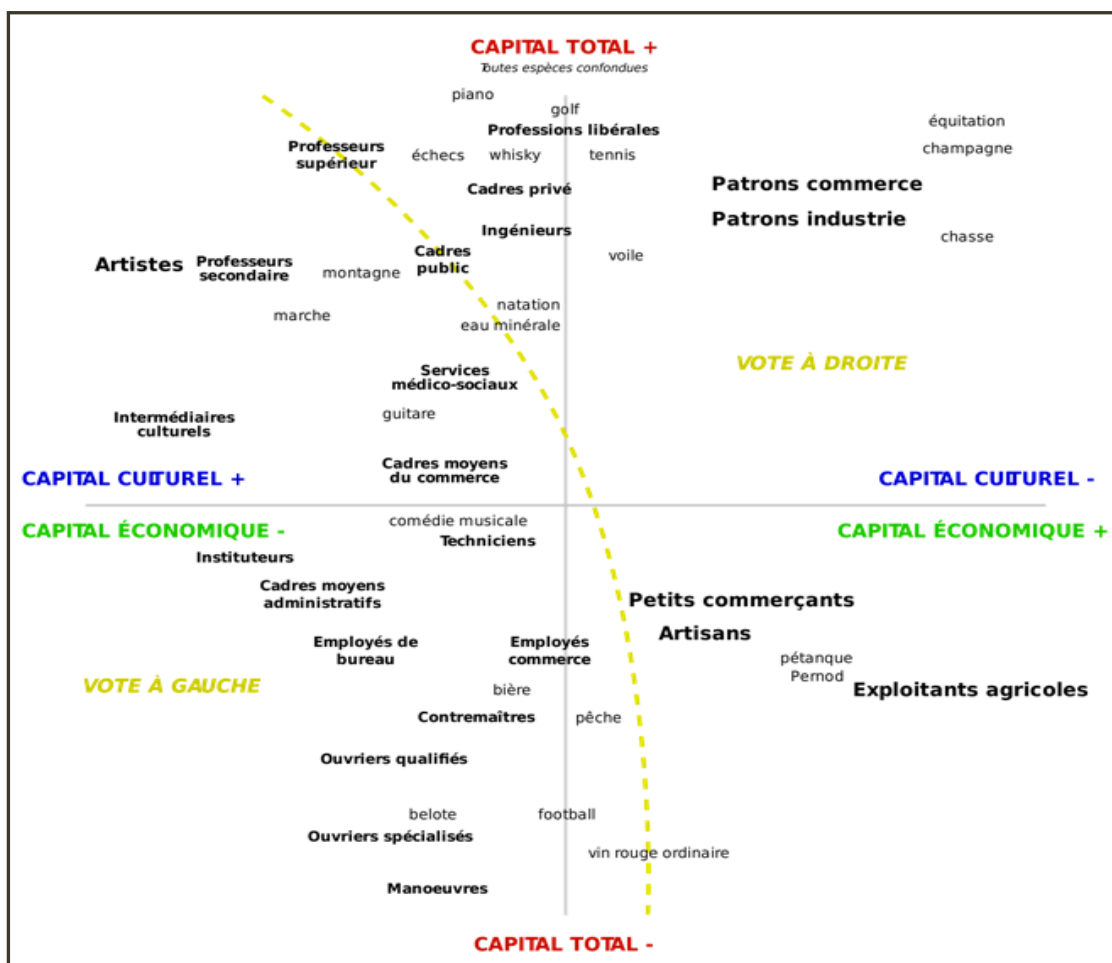 CAPITAL TOTAL +
Toutes espèces confondues
piano
golf
équitation
Professions libérales
Professeurs
supérieur
échecs
whisky
tennis
champagne
Cadres privé
Patrons commerce
Patrons industrie
Ingénieurs
chasse
Cadres
public
voile
Artistes
Professeurs
secondaire
montagne
natation
marche
eau minérale
VOTE À DROITE
Services
médico-sociaux
guitare
Intermédiaires
culturels
Cadres moyens
du commerce
CAPITAL CULTUREL +
CAPITAL CULTUREL -
CAPITAL ÉCONOMIQUE -
CAPITAL ÉCONOMIQUE +
comédie musicale
Techniciens
Instituteurs
Cadres moyens
administratifs
Petits commerçants
Artisans
Employés de
bureau
Employés
commerce
pétanque
Pernod
VOTE À GAUCHE
bière
Exploitants agricoles
Contremaîtres
pêche
Ouvriers qualifiés
belote
football
Ouvriers spécialisés
vin rouge ordinaire
Manoeuvres
CAPITAL TOTAL -